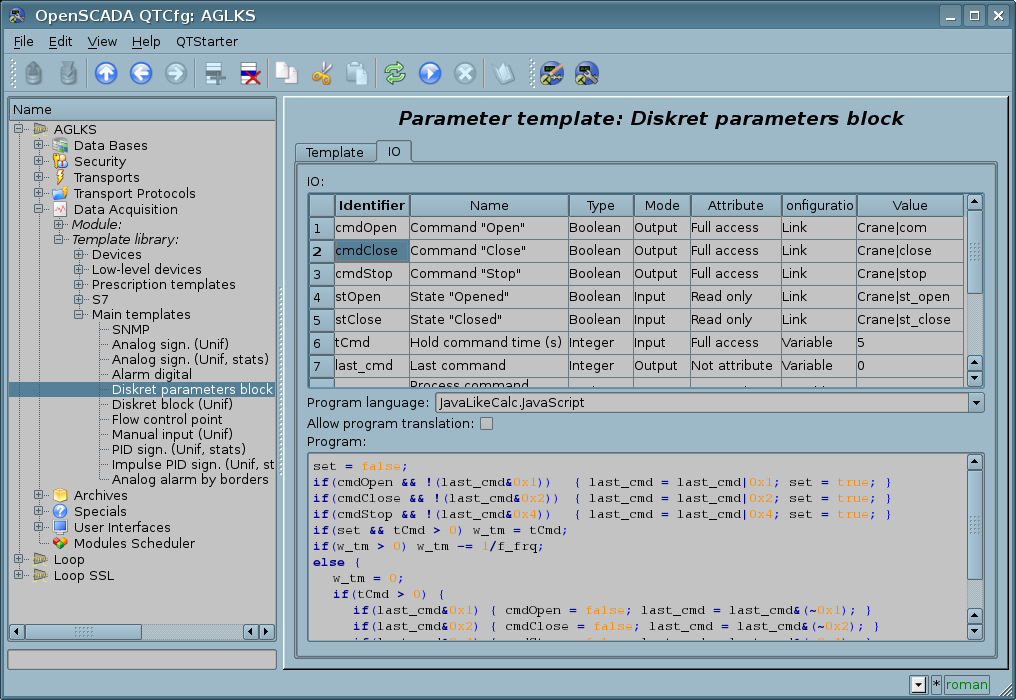 OpenSCADA QTCfg: AGLKS
File Edit View Help QTStarter
Name
AGLKS
Data Bases
Security
Transports
Transport Protocols
Data Acquisition
Module:
Template library:
Devices
Low-level devices
Prescription templates
S7
Main templates
SNMP
Analog sign. (Unif)
Analog sign. (Unif, stats)
Alarm digital
Diskret parameters block
Diskret block (Unif)
Flow control point
Manual input (Unif)
PID sign. (Unif, stats)
Impulse PID sign. (Unif, st
Analog alarm by borders
Archives
Specials
User Interfaces
Modules Scheduler
Loop
Loop SSL
Parameter template: Diskret parameters block
Template IO
IO:
Identifier Name Type Mode Attribute onfiguratio Value
1 cmdOpen Command "Open" Boolean Output Full access Link Crane|com
2 cmdClose Command "Close" Boolean Output Full access Link Crane|close
3 cmdStop Command "Stop" Boolean Output Full access Link Crane|stop
4 stOpen State "Opened" Boolean Input Read only Link Crane|st_open
5 stClose State "Closed" Boolean Input Read only Link Crane|st_close
6 tCmd Hold command time (s) Integer Input Full access Variable 5
7 last_cmd Last command Integer Output Not attribute Variable 0
Process command
Program language: JavaLikeCalc.JavaScript
Allow program translation:
Program:
set = false;
if(cmdOpen && !(last_cmd&0x1)) { last_cmd = last_cmd|0x1; set = true; }
if(cmdClose && !(last_cmd&0x2)) { last_cmd = last_cmd|0x2; set = true; }
if(cmdStop && !(last_cmd&0x4)) { last_cmd = last_cmd|0x4; set = true; }
if(set && tCmd > 0) w_tm = tCmd;
if(w_tm > 0) w_tm -= 1/f_frq;
else {
w_tm = 0;
if(tCmd > 0) {
if(last_cmd&0x1) { cmdOpen = false; last_cmd = last_cmd&(~0x1); }
if(last_cmd&0x2) { cmdClose = false; last_cmd = last_cmd&(~0x2); }
* roman